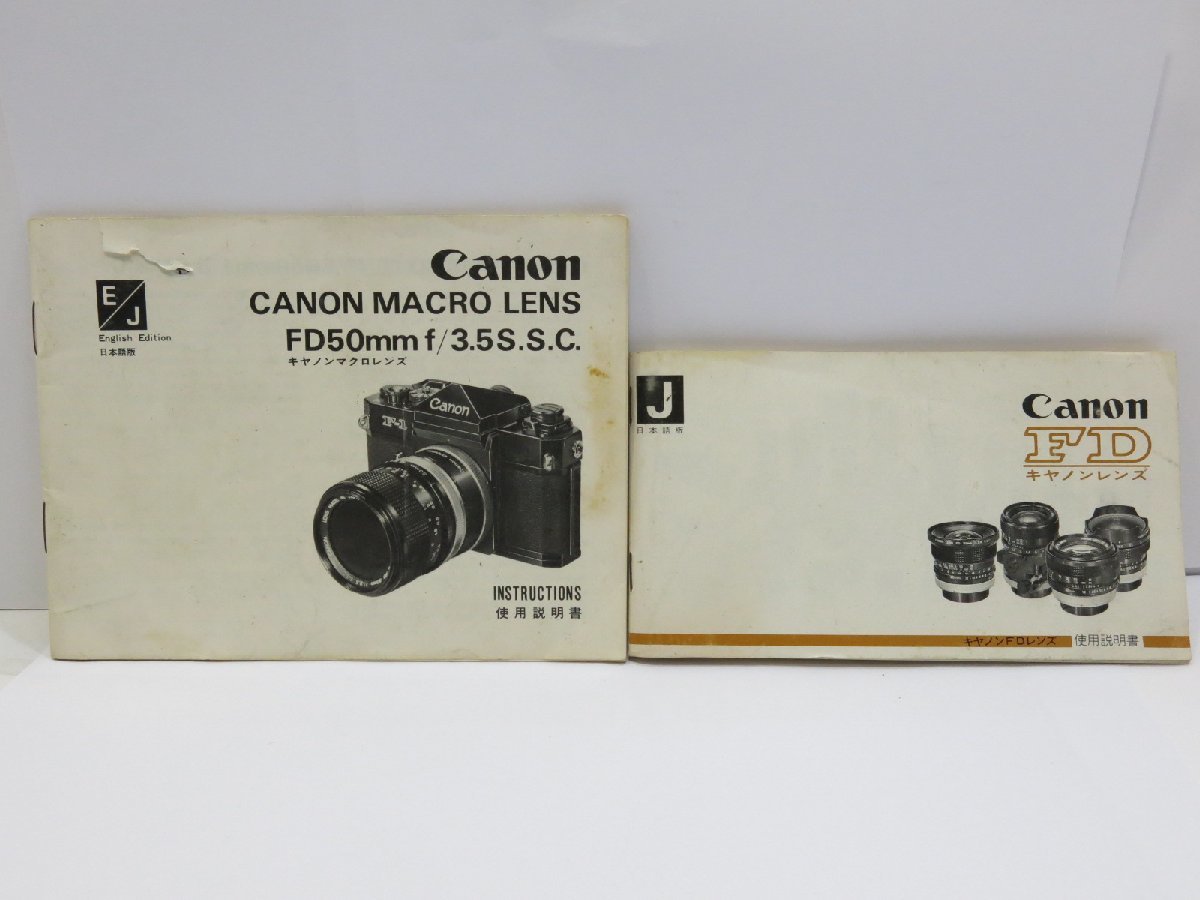 E/J
English Edition
日本語版
Canon
CANON MACRO LENS
FD50mm f/3.5 S.S.C.
キヤノンマクロレンズ
Canon
F-1
INSTRUCTIONS
使用説明書
J
日本語版
Canon
FD
キヤノンレンズ
キヤノンFDレンズ
使用説明書